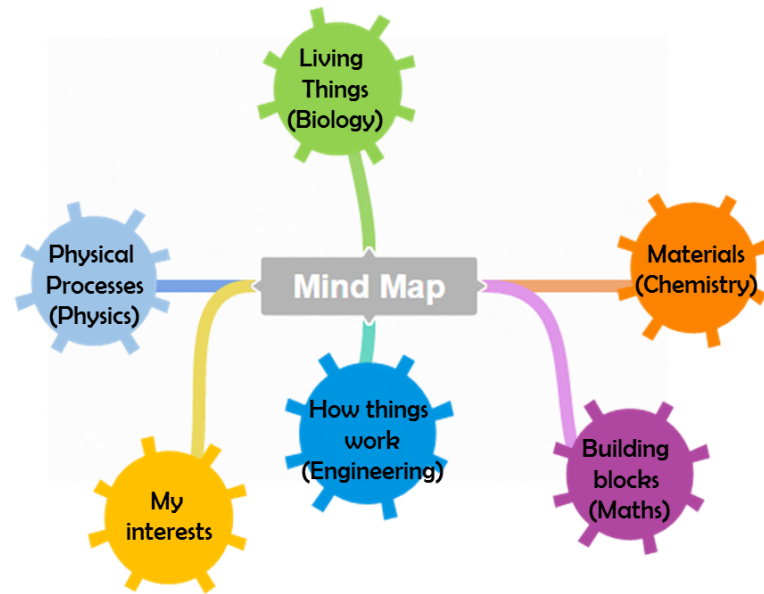 Living
Things
(Biology)
Physical
Processes
(Physics)
Mind Map
Materials
(Chemistry)
How things
work
(Engineering)
Building
blocks
(Maths)
My
interests